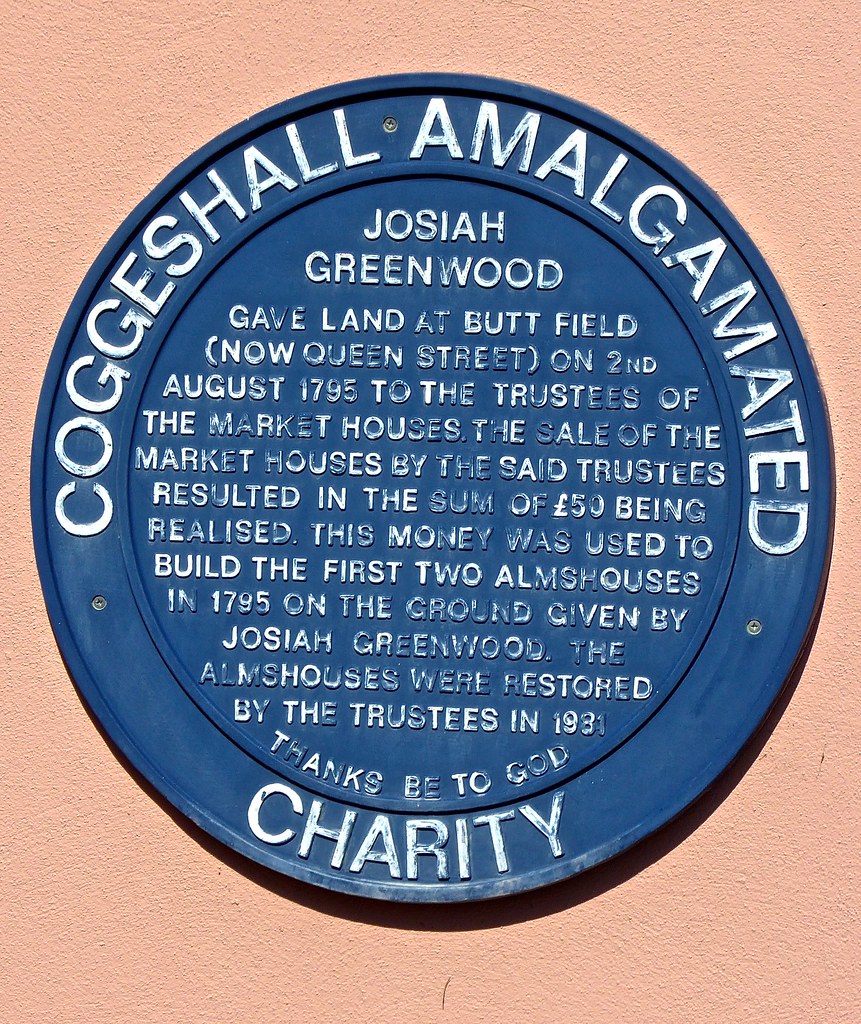 COGGESHALL AMALGAMATED
JOSIAH
GREENWOOD
GAVE LAND AT BUTT FIELD
(NOW QUEEN STREET) ON 2ND
AUGUST 1795 TO THE TRUSTEES OF
THE MARKET HOUSES. THE SALE OF THE
MARKET HOUSES BY THE SAID TRUSTEES
RESULTED IN THE SUM OF £50 BEING
REALISED. THIS MONEY WAS USED TO
BUILD THE FIRST TWO ALMSHOUSES
IN 1795 ON THE GROUND GIVEN BY
JOSIAH GREENWOOD. THE
ALMSHOUSES WERE RESTORED
BY THE TRUSTEES IN 1981
THANKS BE TO GOD
CHARITY